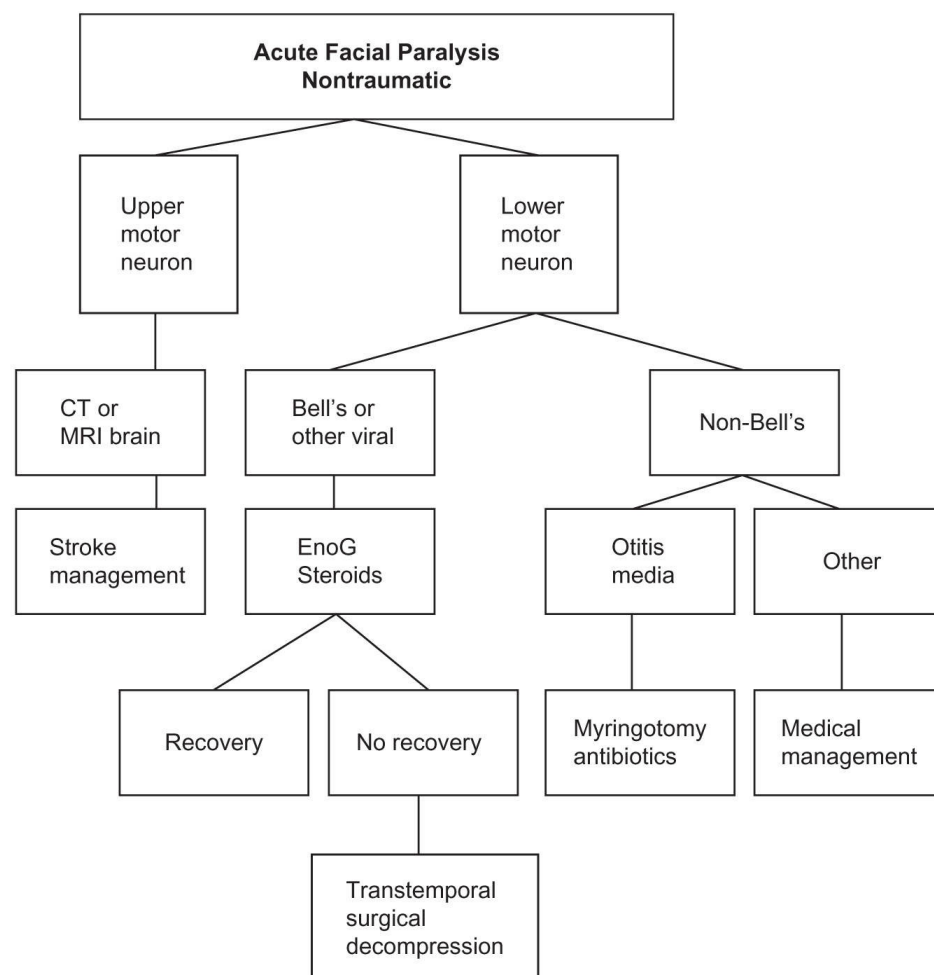 Acute Facial Paralysis
Nontraumatic
Upper
motor
neuron
Lower
motor
neuron
CT or
MRI brain
Bell's or
other viral
Non-Bell's
Stroke
management
EnoG
Steroids
Otitis
media
Other
Recovery
No recovery
Myringotomy
antibiotics
Medical
management
Transtemporal
surgical
decompression